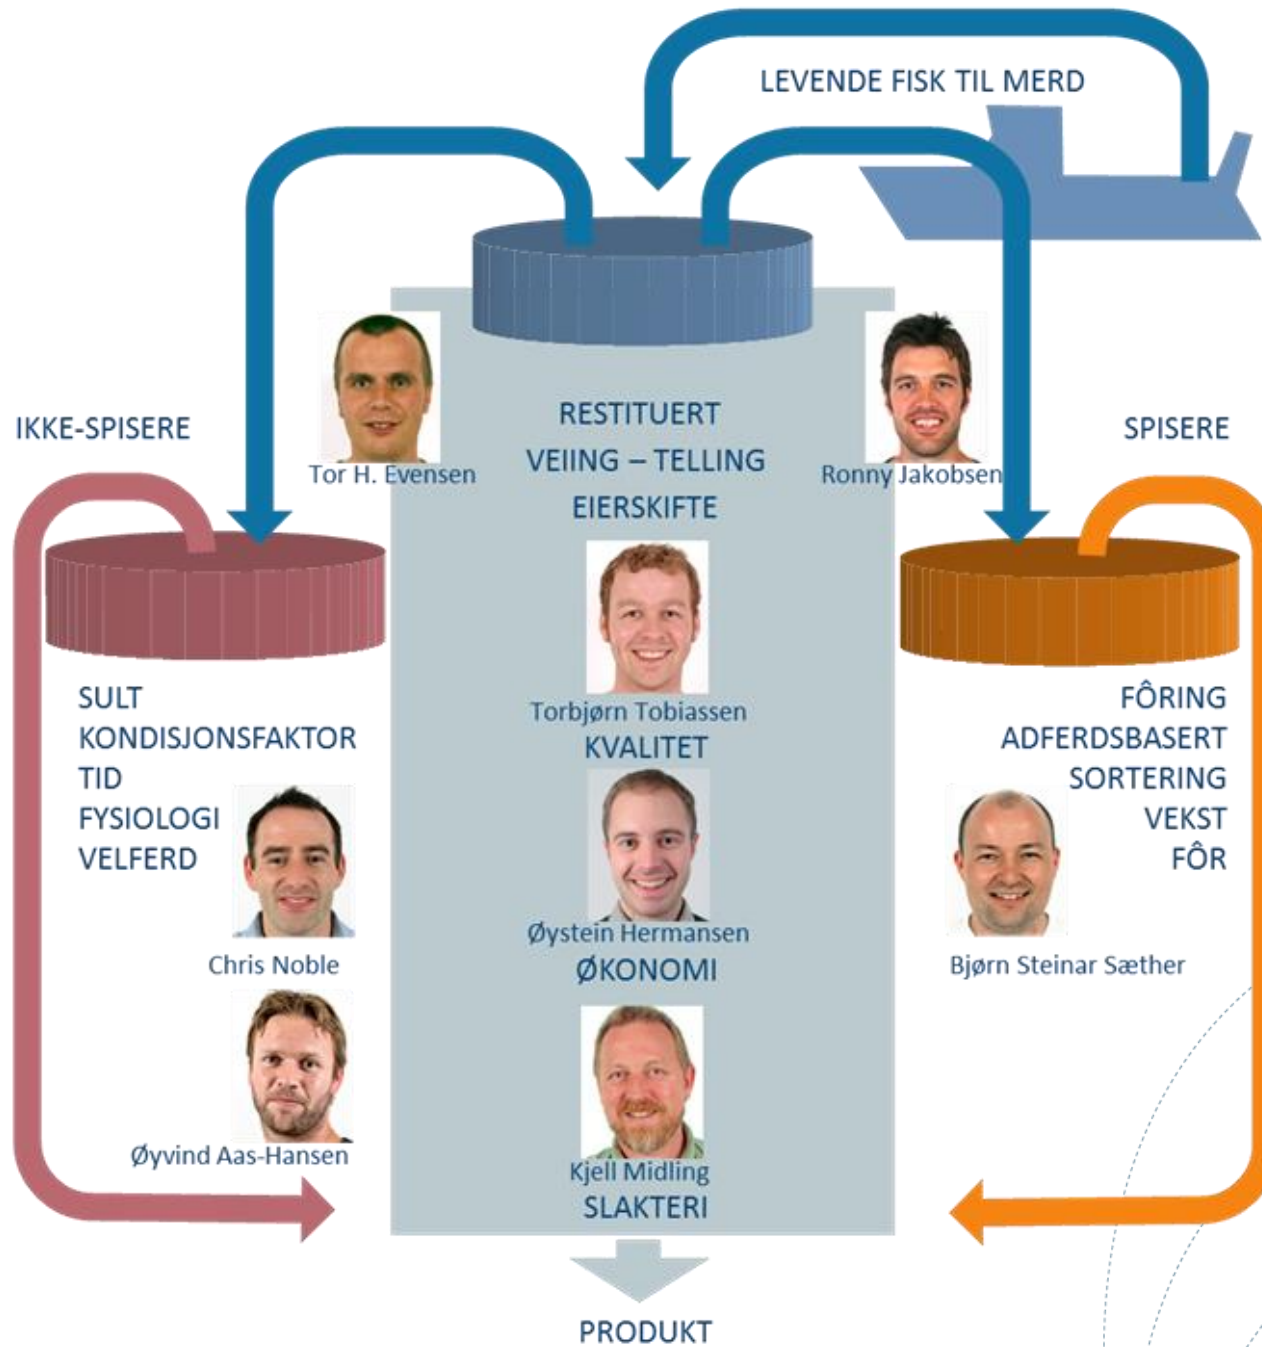 LEVENDE FISK TIL MERD
IKKE-SPISERE
Tor H. Evensen
RESTITUERT
VEIING – TELLING
EIERSKIFTE
Ronny Jakobsen
SPISERE
SULT
KONDISJONSFAKTOR
TID
FYSIOLOGI
VELFERD
Chris Noble
Øyvind Aas-Hansen
Torbjørn Tobiassen
KVALITET
Øystein Hermansen
ØKONOMI
Kjell Midling
SLAKTERI
FÔRING
ADFERDSBASERT
SORTERING
VEKST
FÔR
Bjørn Steinar Sæther
PRODUKT